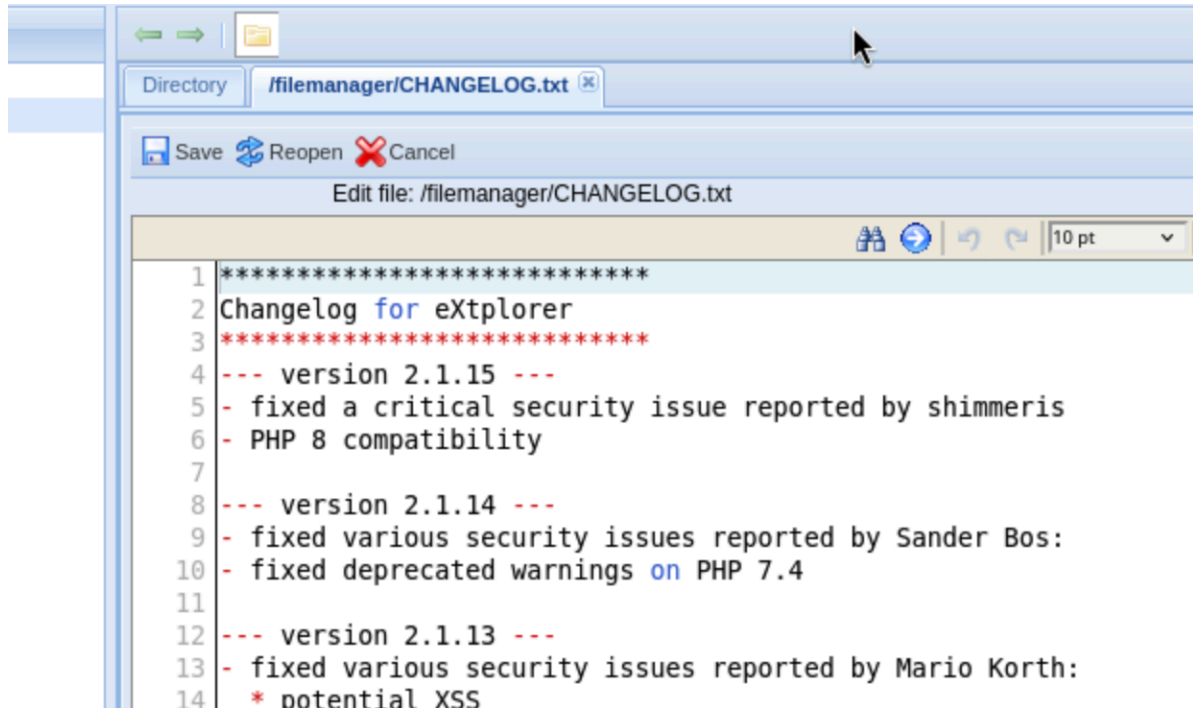 Directory /filemanager/CHANGELOG.txt
Save Reopen Cancel
Edit file: /filemanager/CHANGELOG.txt
10 pt
1 ****************************
2 Changelog for eXtplorer
3 ****************************
4 --- version 2.1.15 ---
5 - fixed a critical security issue reported by shimmeris
6 - PHP 8 compatibility
7
8 --- version 2.1.14 ---
9 - fixed various security issues reported by Sander Bos:
10 - fixed deprecated warnings on PHP 7.4
11
12 --- version 2.1.13 ---
13 - fixed various security issues reported by Mario Korth:
14 * potential XSS